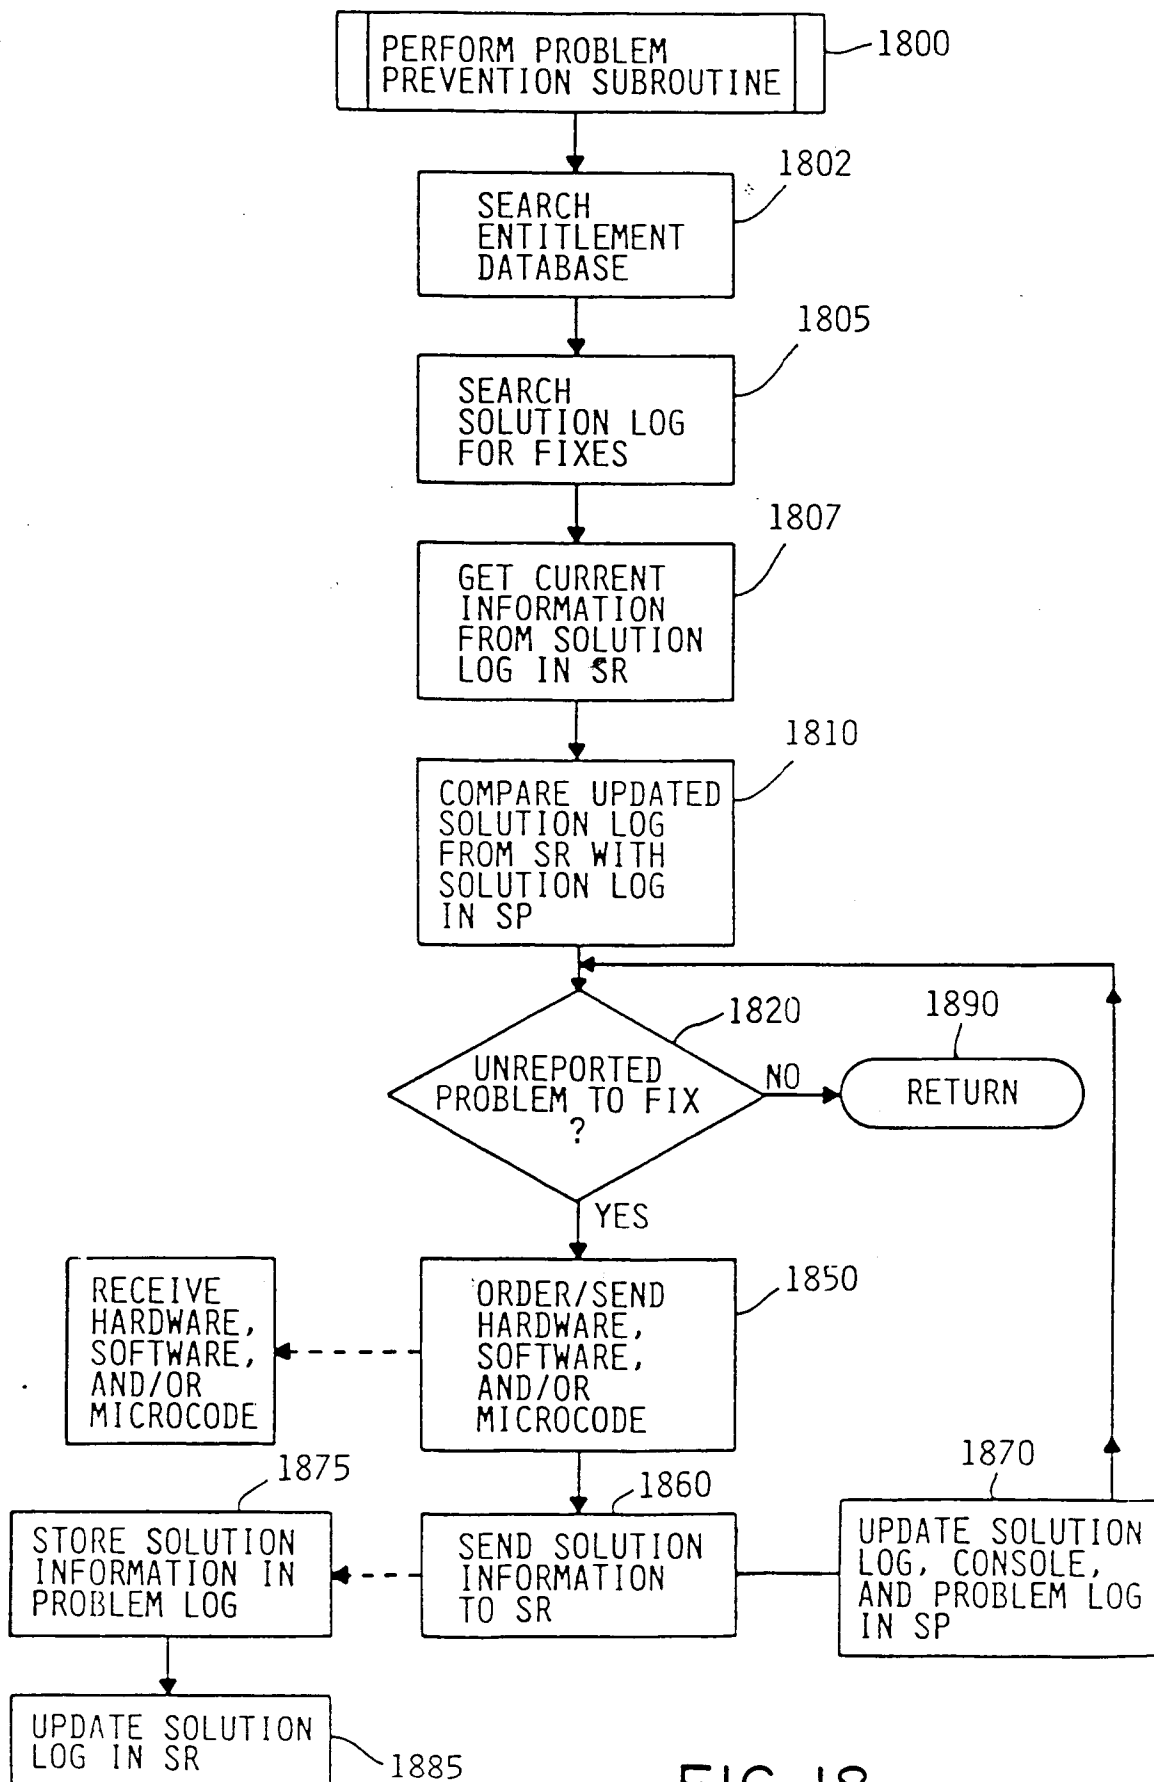 PERFORM PROBLEM
PREVENTION SUBROUTINE
1800
1802
SEARCH
ENTITLEMENT
DATABASE
1805
SEARCH
SOLUTION LOG
FOR FIXES
1807
GET CURRENT
INFORMATION
FROM SOLUTION
LOG IN SR
1810
COMPARE UPDATED
SOLUTION LOG
FROM SR WITH
SOLUTION LOG
IN SP
1820
UNREPORTED
PROBLEM TO FIX
?
NO
1890
RETURN
YES
RECEIVE
HARDWARE,
SOFTWARE,
AND/OR
MICROCODE
1850
ORDER/SEND
HARDWARE,
SOFTWARE,
AND/OR
MICROCODE
1875
STORE SOLUTION
INFORMATION IN
PROBLEM LOG
1860
SEND SOLUTION
INFORMATION
TO SR
1870
UPDATE SOLUTION
LOG, CONSOLE,
AND PROBLEM LOG
IN SP
UPDATE SOLUTION
LOG IN SR
1885
FIG. 18